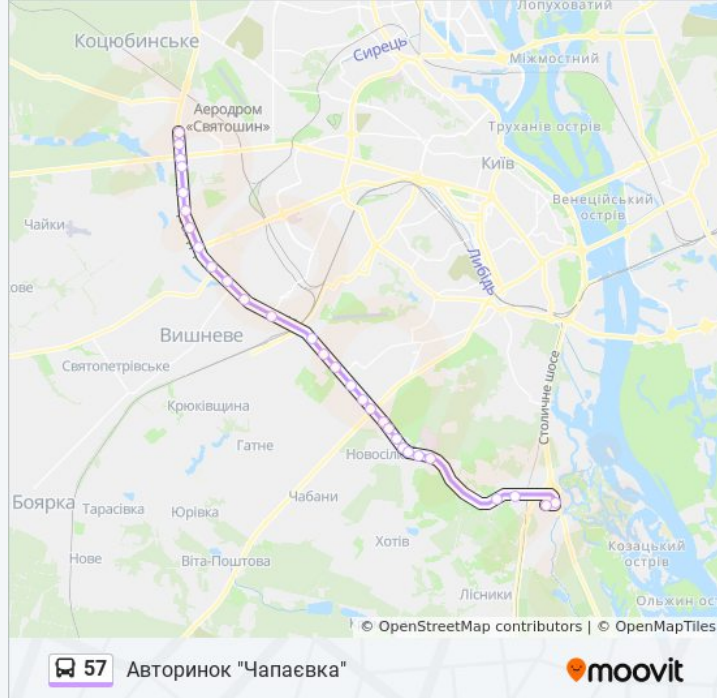 Лопуховатий
Коцюбинське
Сирець
Міжмостний
Аеродром
«Святошин»
Труханів острів
Київ
Венеційський
острів
Чайки
Либідь
ове
Вишневе
Святопетрівське
Столичне шосе
Крюківщина
Гатне
Новосілк
Боярка
Тарасівка
Юрівка
Чабани
Хотів
Козацький
острів
Нове
Віта-Поштова
Лісники
Ольжин ос
© OpenStreetMap contributors | © OpenMapTiles
57
Авторинок "Чапаєвка"
moovit